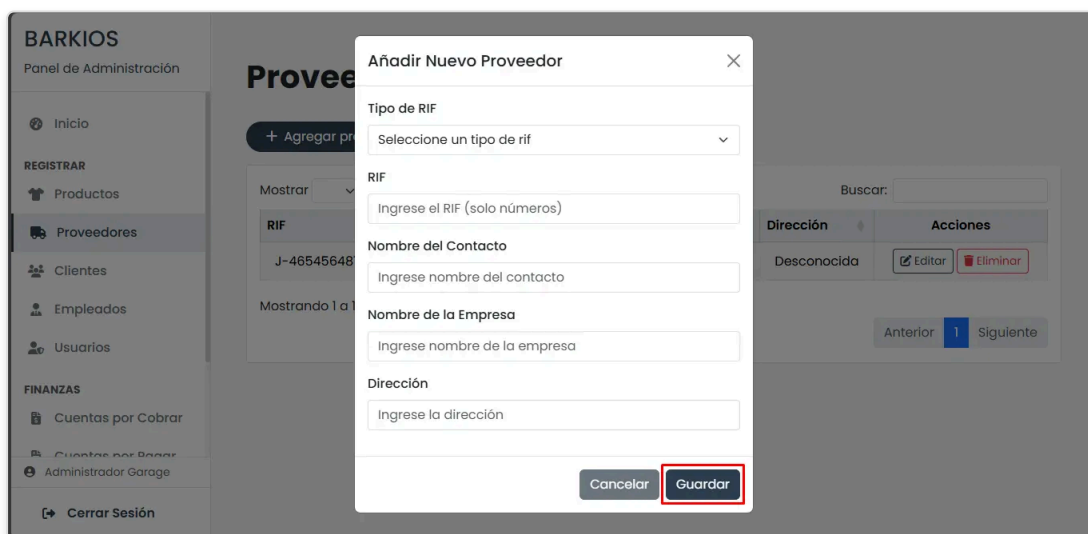 BARKIOS
Panel de Administración
Inicio
REGISTRAR
Productos
Proveedores
Clientes
Empleados
Usuarios
FINANZAS
Cuentas por Cobrar
Cuentas por Pagar
Administrador Garage
Cerrar Sesión
Provee
+ Agregar pr
Mostrar
Buscar:
RIF
Dirección
Acciones
J-46545648
Desconocida
Editar
Eliminar
Mostrando 1 a 1
Anterior 1 Siguiente
Añadir Nuevo Proveedor
Tipo de RIF
Seleccione un tipo de rif
RIF
Ingrese el RIF (solo números)
Nombre del Contacto
Ingrese nombre del contacto
Nombre de la Empresa
Ingrese nombre de la empresa
Dirección
Ingrese la dirección
Cancelar
Guardar